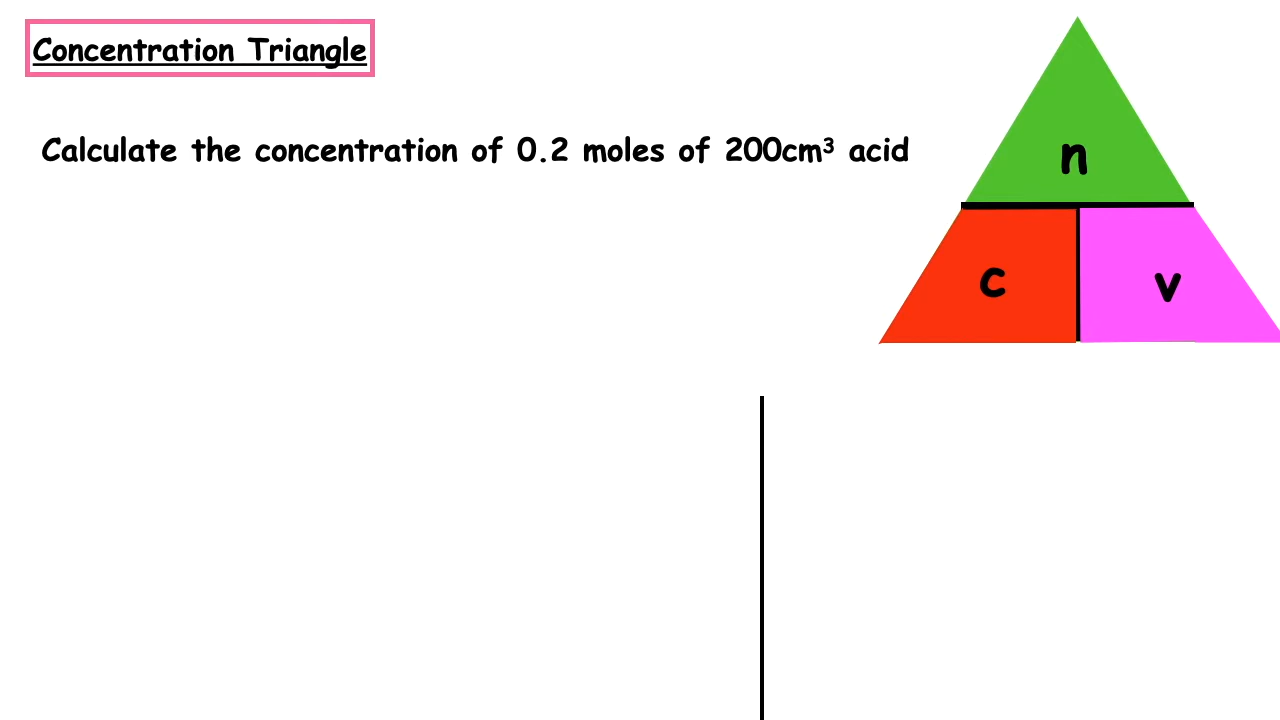 Concentration Triangle
Calculate the concentration of 0.2 moles of 200cm³ acid
n
c
v